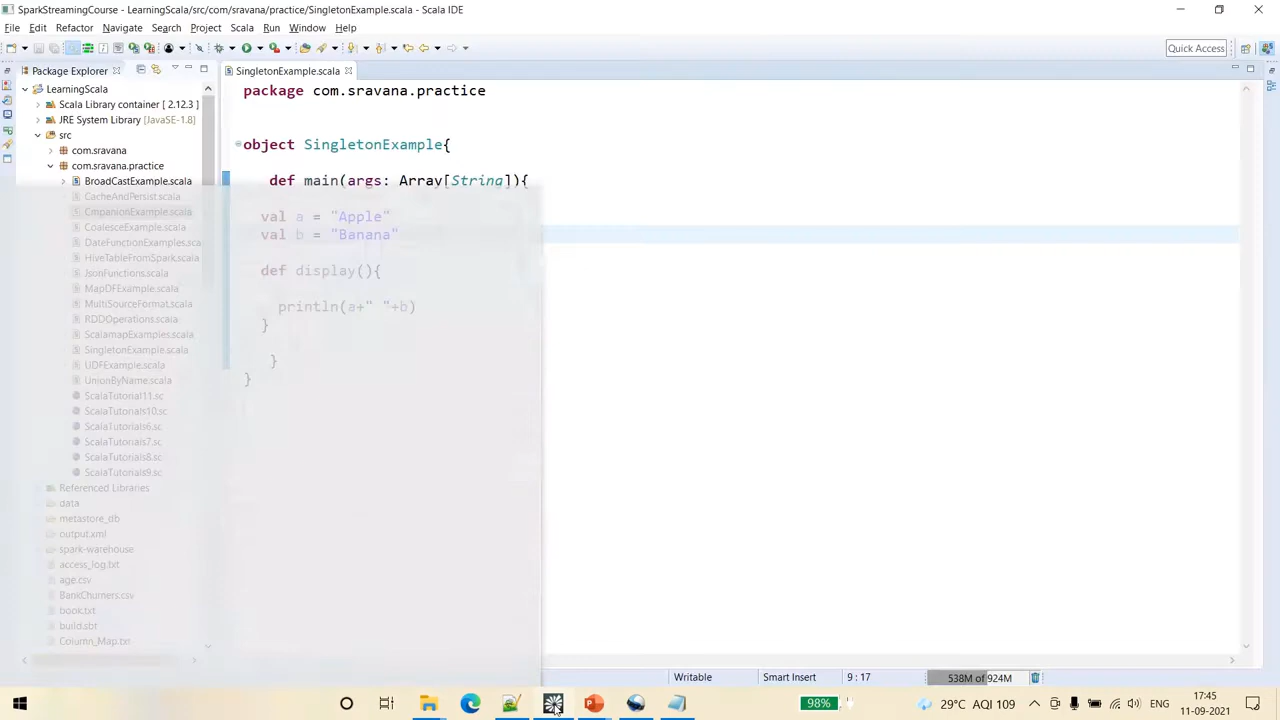 SparkStreamingCourse - LearningScala/src/com/sravana/practice/SingletonExample.scala - Scala IDE
File Edit Refactor Navigate Search Project Scala Run Window Help
Quick Access
Package Explorer
SingletonExample.scala
LearningScala
Scala Library container [ 2.12.3 ]
JRE System Library [JavaSE-1.8]
src
com.sravana
com.sravana.practice
BroadCastExample.scala
CacheAndPersist.scala
CmpanionExample.scala
CoalesceExample.scala
DateFunctionExamples.sca
HiveTableFromSpark.scala
JsonFunctions.scala
MapOfExample.scala
MultiSourceFormat.scala
RDDOperations.scala
ScalamapExamples.scala
SingletonExample.scala
UDFExample.scala
UnionByName.scala
ScalaTutorial11.sc
ScalaTutorials10.sc
ScalaTutorials6.sc
ScalaTutorials7.sc
ScalaTutorials8.sc
ScalaTutorials9.sc
Referenced Libraries
data
metastore_db
output.xml
spark-warehouse
access_log.txt
age.csv
BankChurners.csv
book.txt
build.sbt
Column_Map.txt
package com.sravana.practice
object SingletonExample{
def main(args: Array[String]){
val a = "Apple"
val b = "Banana"
def display(){
println(a+" "+b)
}
}
}
Writable Smart Insert 9 : 17 538M of 924M
98% 29°C AQI 109 ENG 17:45
11-09-2021